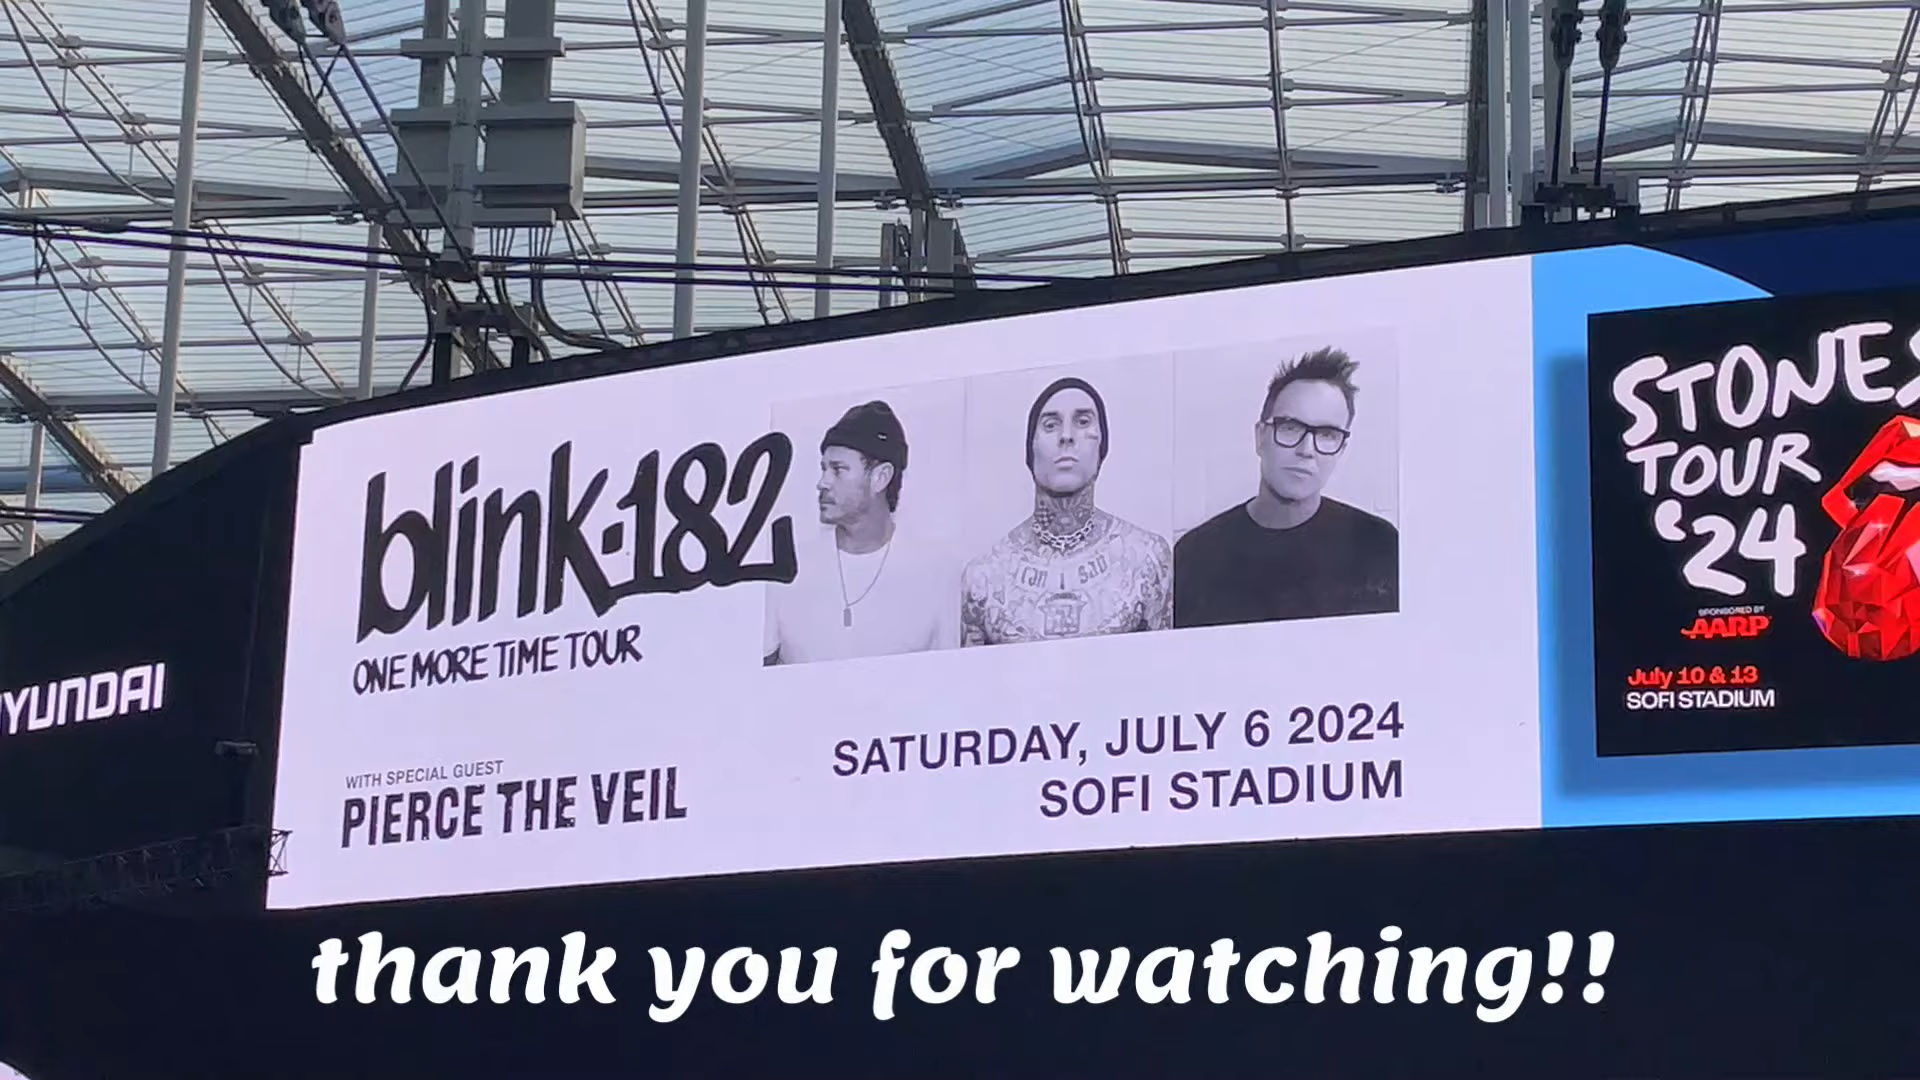 blink-182
ONE MORE TIME TOUR
WITH SPECIAL GUEST
PIERCE THE VEIL
SATURDAY, JULY 6 2024
SOFI STADIUM
STONES
TOUR
'24
SPONSORED BY
AARP
July 10 & 13
SOFI STADIUM
HYUNDAI
thank you for watching!!